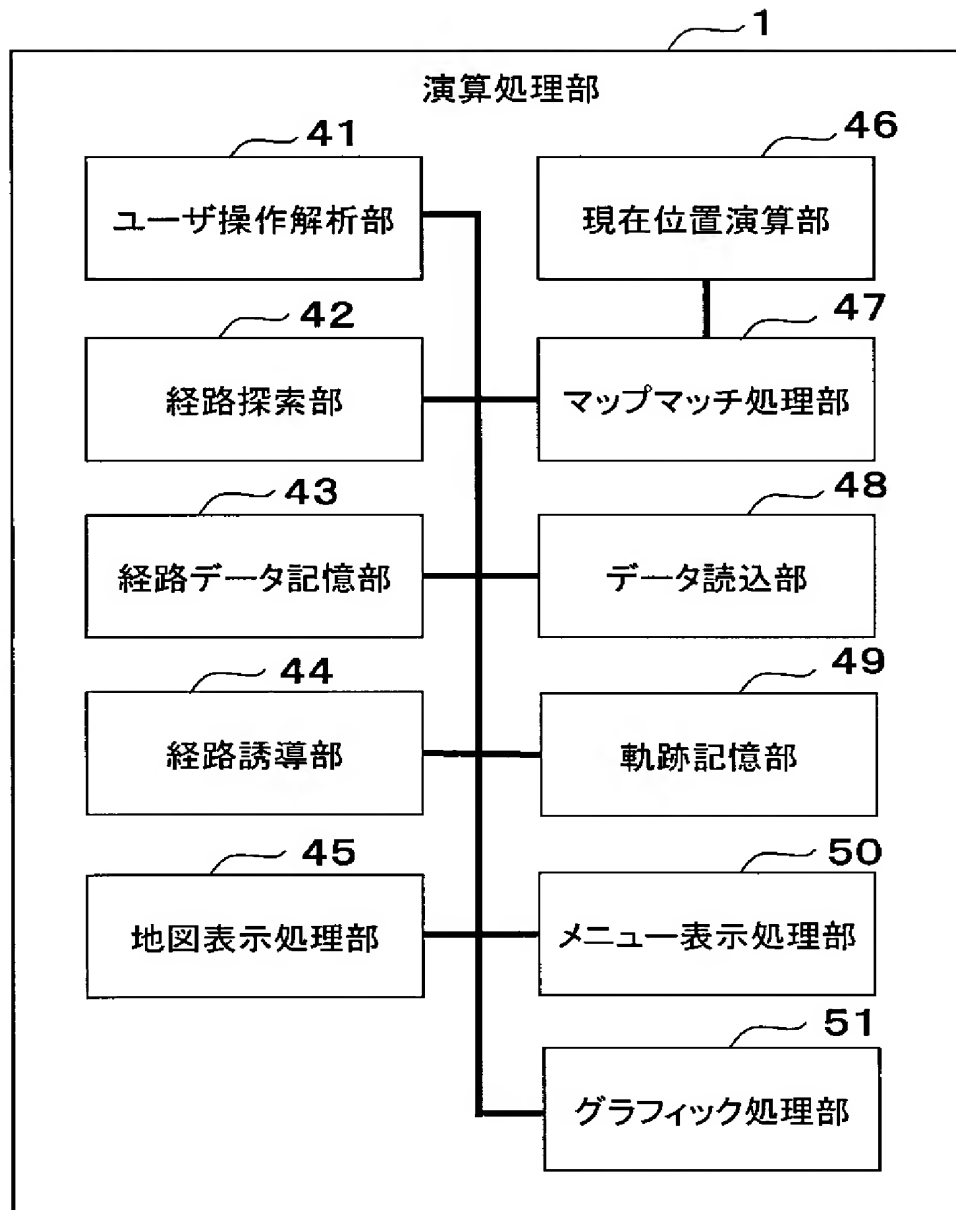 1
演算処理部
41
ユーザ操作解析部
46
現在位置演算部
42
経路探索部
47
マップマッチ処理部
43
経路データ記憶部
48
データ読込部
44
経路誘導部
49
軌跡記憶部
45
地図表示処理部
50
メニュー表示処理部
51
グラフィック処理部